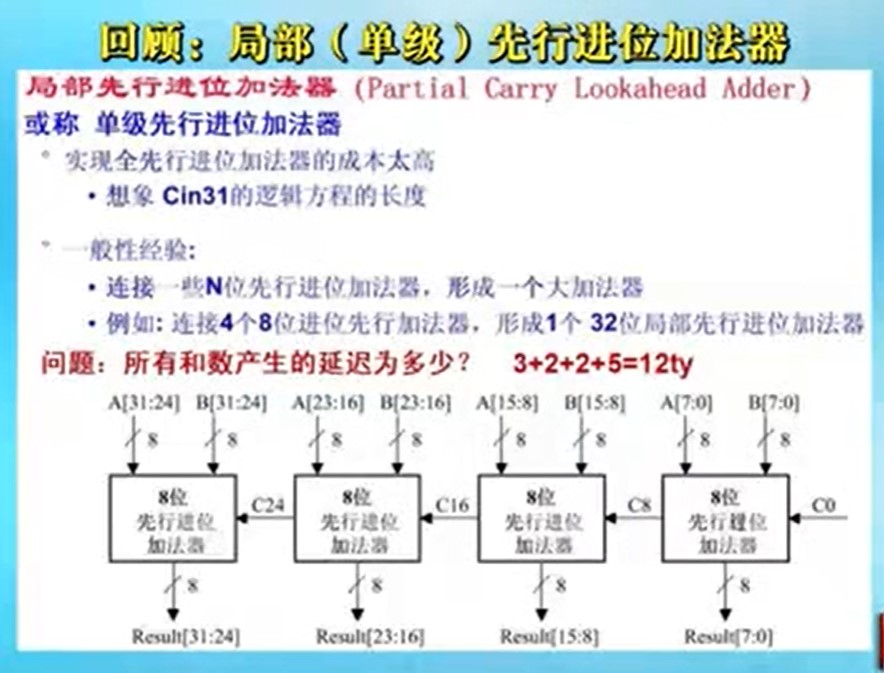 回顾：局部（单级）先行进位加法器
局部先行进位加法器 (Partial Carry Lookahead Adder)
或称 单级先行进位加法器
° 实现全先行进位加法器的成本太高
• 想象 Cin31的逻辑方程的长度
° 一般性经验:
• 连接一些N位先行进位加法器，形成一个大加法器
• 例如: 连接4个8位进位先行加法器，形成1个 32位局部先行进位加法器
问题：所有和数产生的延迟为多少？ 3+2+2+5=12ty
A[31:24] B[31:24] A[23:16] B[23:16] A[15:8] B[15:8] A[7:0] B[7:0]
8 8 8 8 8 8 8 8
8位 8位 8位 8位
C24 C16 C8 C0
先行进位 先行进位 先行进位 先行进位
加法器 加法器 加法器 加法器
8 8 8 8
Result[31:24] Result[23:16] Result[15:8] Result[7:0]